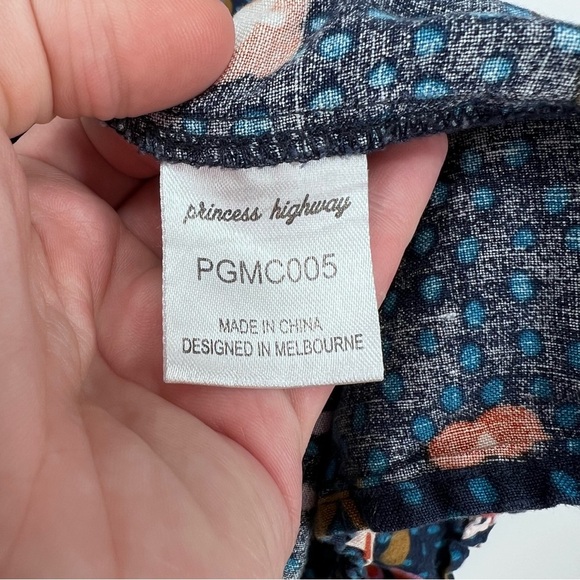 princess highway
PGMC005
MADE IN CHINA
DESIGNED IN MELBOURNE